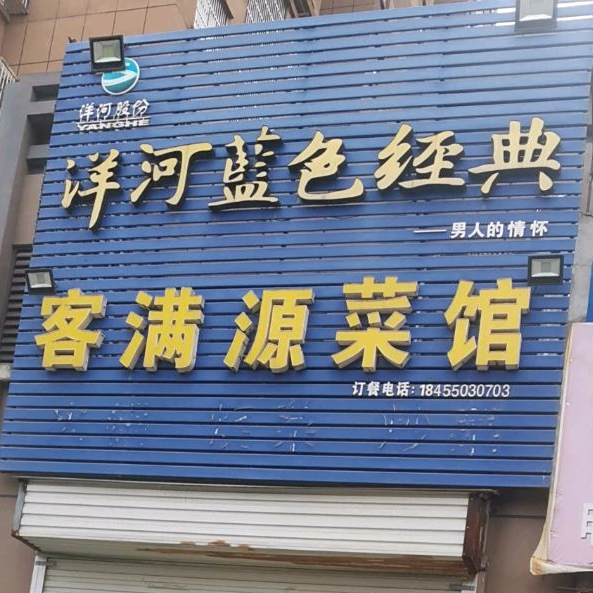 洋河股份
YANGHE
洋河藍色经典
——男人的情怀
客满源菜馆
订餐电话：18455030703